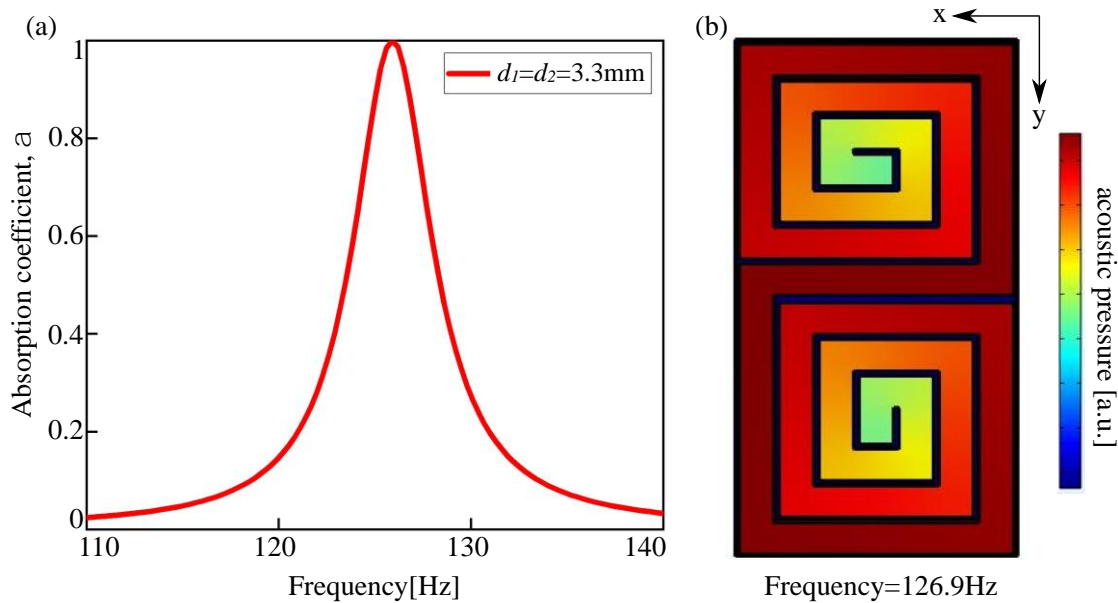 (a)
1
0.8
0.6
0.4
0.2
0
110
120
130
140
Absorption coefficient, a
Frequency[Hz]
d1=d2=3.3mm
(b)
x
y
acoustic pressure [a.u.]
Frequency=126.9Hz